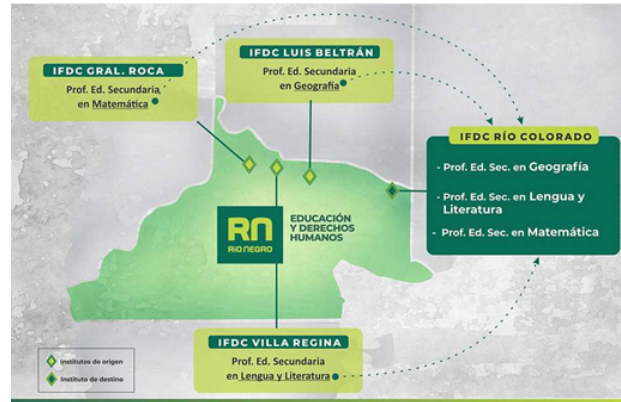 IFDC GRAL. ROCA
Prof. Ed. Secundaria
en Matemática
IFDC LUIS BELTRÁN
Prof. Ed. Secundaria
en Geografía
IFDC RÍO COLORADO
- Prof. Ed. Sec. en Geografía
- Prof. Ed. Sec. en Lengua y
Literatura
- Prof. Ed. Sec. en Matemática
RN
RÍO NEGRO
EDUCACIÓN
Y DERECHOS
HUMANOS
IFDC VILLA REGINA
Prof. Ed. Secundaria
en Lengua y Literatura
Institutos de origen
Instituto de destino